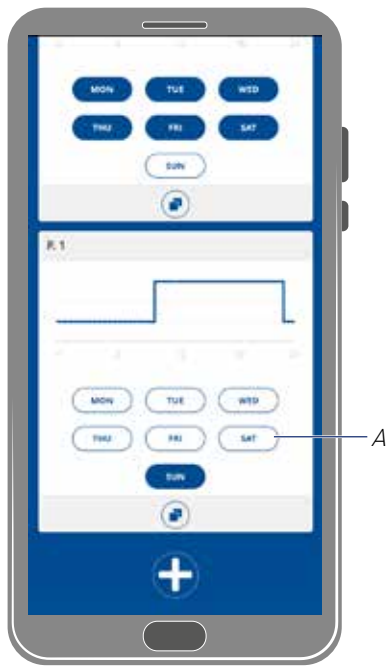 MON TUE WED
THU FRI SAT
SUN
P. 1
MON TUE WED
THU FRI SAT
A
SUN